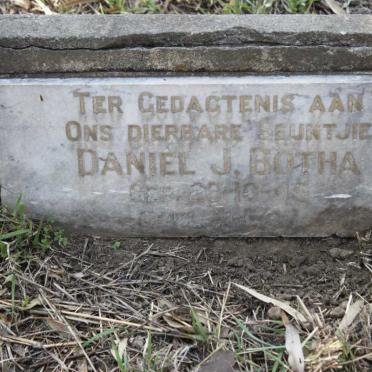 TER GEDAGTENIS AAN
ONS DIERBARE SEUNTJIE
DANIEL J. BOTHA